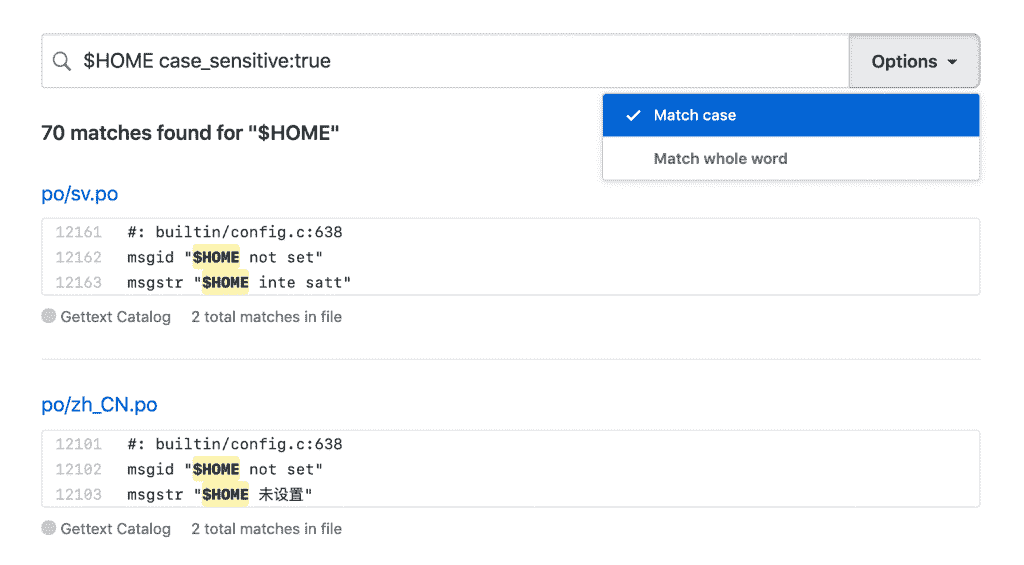 $HOME case_sensitive:true
Options
Match case
Match whole word
70 matches found for "$HOME"
po/sv.po
12161 #: builtin/config.c:638
12162 msgid "$HOME not set"
12163 msgstr "$HOME inte satt"
Gettext Catalog 2 total matches in file
po/zh_CN.po
12101 #: builtin/config.c:638
12102 msgid "$HOME not set"
12103 msgstr "$HOME 未设置"
Gettext Catalog 2 total matches in file